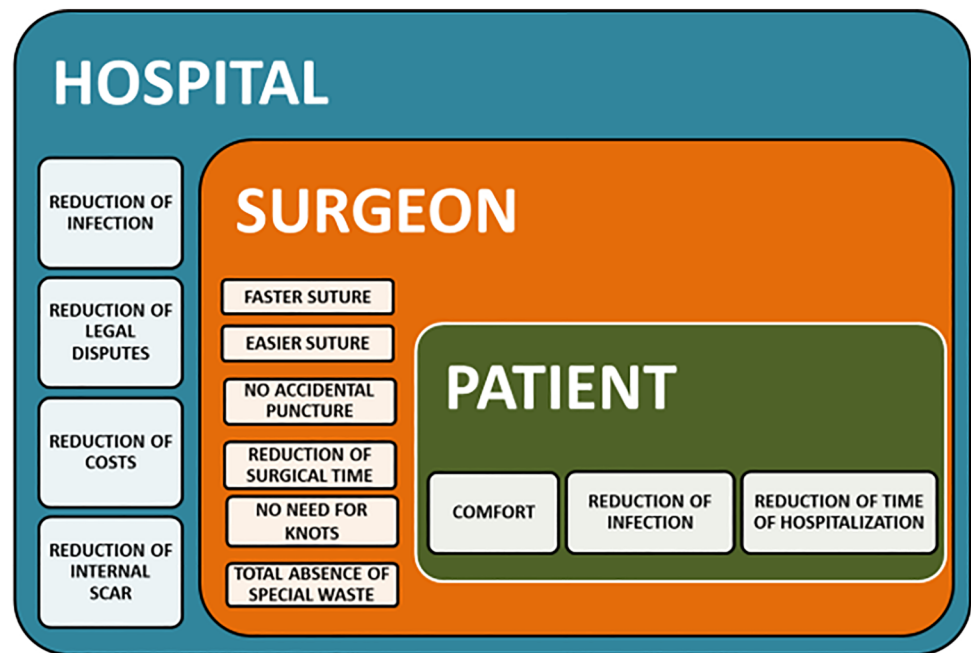 HOSPITAL
REDUCTION OF
INFECTION
REDUCTION OF
LEGAL
DISPUTES
REDUCTION OF
COSTS
REDUCTION OF
INTERNAL
SCAR
SURGEON
FASTER SUTURE
EASIER SUTURE
NO ACCIDENTAL
PUNCTURE
REDUCTION OF
SURGICAL TIME
NO NEED FOR
KNOTS
TOTAL ABSENCE OF
SPECIAL WASTE
PATIENT
COMFORT
REDUCTION OF
INFECTION
REDUCTION OF TIME
OF HOSPITALIZATION